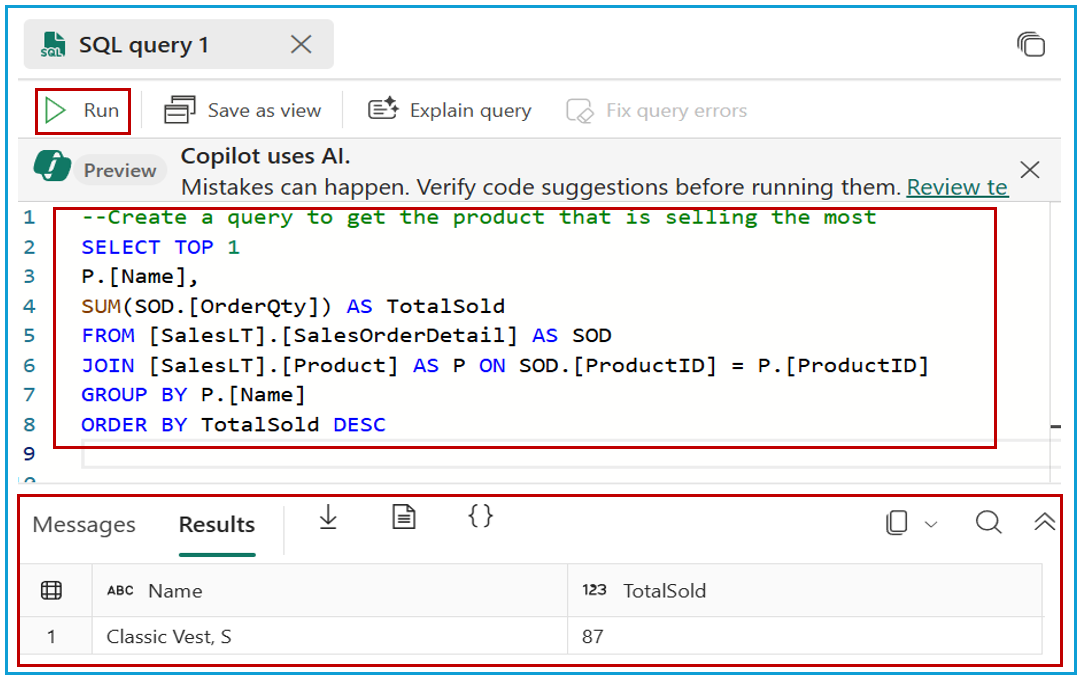 SQL query 1
Run Save as view Explain query Fix query errors
Preview Copilot uses AI.
Mistakes can happen. Verify code suggestions before running them. Review te
1 --Create a query to get the product that is selling the most
2 SELECT TOP 1
3 P.[Name],
4 SUM(SOD.[OrderQty]) AS TotalSold
5 FROM [SalesLT].[SalesOrderDetail] AS SOD
6 JOIN [SalesLT].[Product] AS P ON SOD.[ProductID] = P.[ProductID]
7 GROUP BY P.[Name]
8 ORDER BY TotalSold DESC
9
Messages Results {}
ABC Name 123 TotalSold
1 Classic Vest, S 87